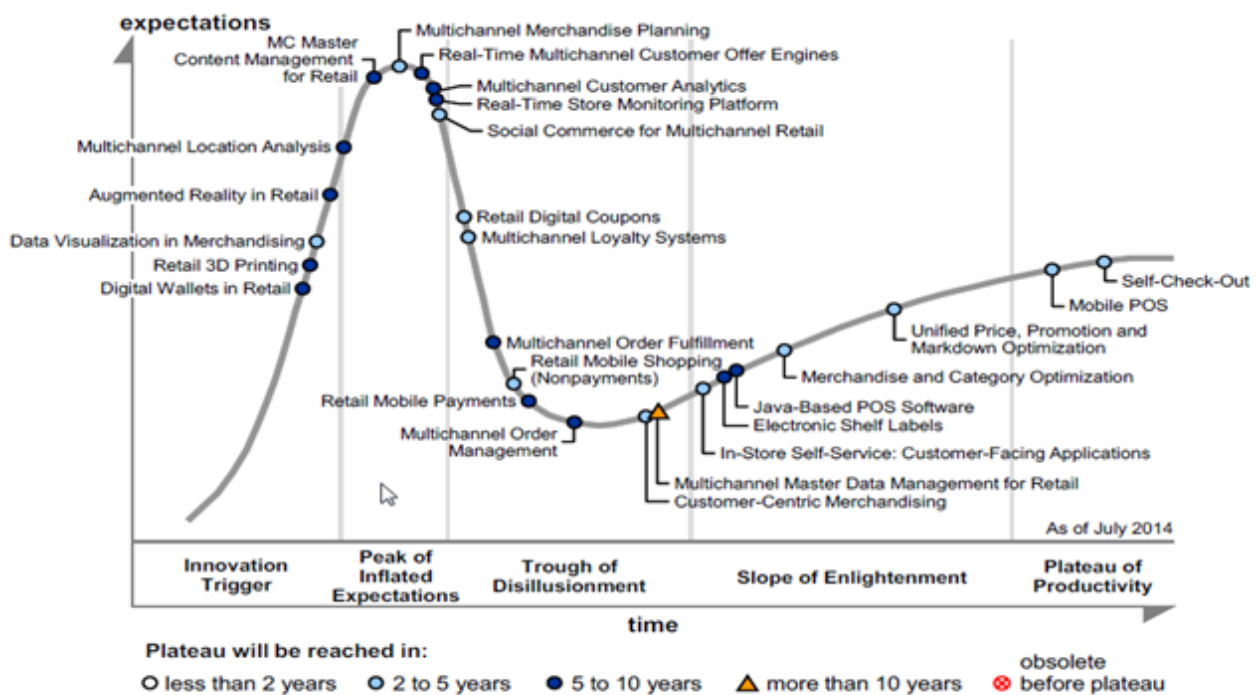 expectations
MC Master
Content Management
for Retail
Multichannel Merchandise Planning
Real-Time Multichannel Customer Offer Engines
Multichannel Customer Analytics
Real-Time Store Monitoring Platform
Social Commerce for Multichannel Retail
Multichannel Location Analysis
Augmented Reality in Retail
Data Visualization in Merchandising
Retail 3D Printing
Digital Wallets in Retail
Retail Digital Coupons
Multichannel Loyalty Systems
Multichannel Order Fulfillment
Retail Mobile Shopping
(Nonpayments)
Retail Mobile Payments
Multichannel Order
Management
Self-Check-Out
Mobile POS
Unified Price, Promotion and
Markdown Optimization
Merchandise and Category Optimization
Java-Based POS Software
Electronic Shelf Labels
In-Store Self-Service: Customer-Facing Applications
Multichannel Master Data Management for Retail
Customer-Centric Merchandising
As of July 2014
Innovation
Trigger
Peak of
Inflated
Expectations
Trough of
Disillusionment
Slope of Enlightenment
Plateau of
Productivity
time
Plateau will be reached in:
less than 2 years
2 to 5 years
5 to 10 years
more than 10 years
obsolete
before plateau